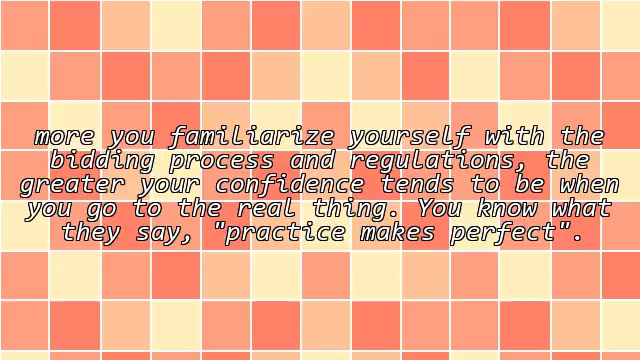 more you familiarize yourself with the
bidding process and regulations, the
greater your confidence tends to be when
you go to the real thing. You know what
they say, "practice makes perfect".